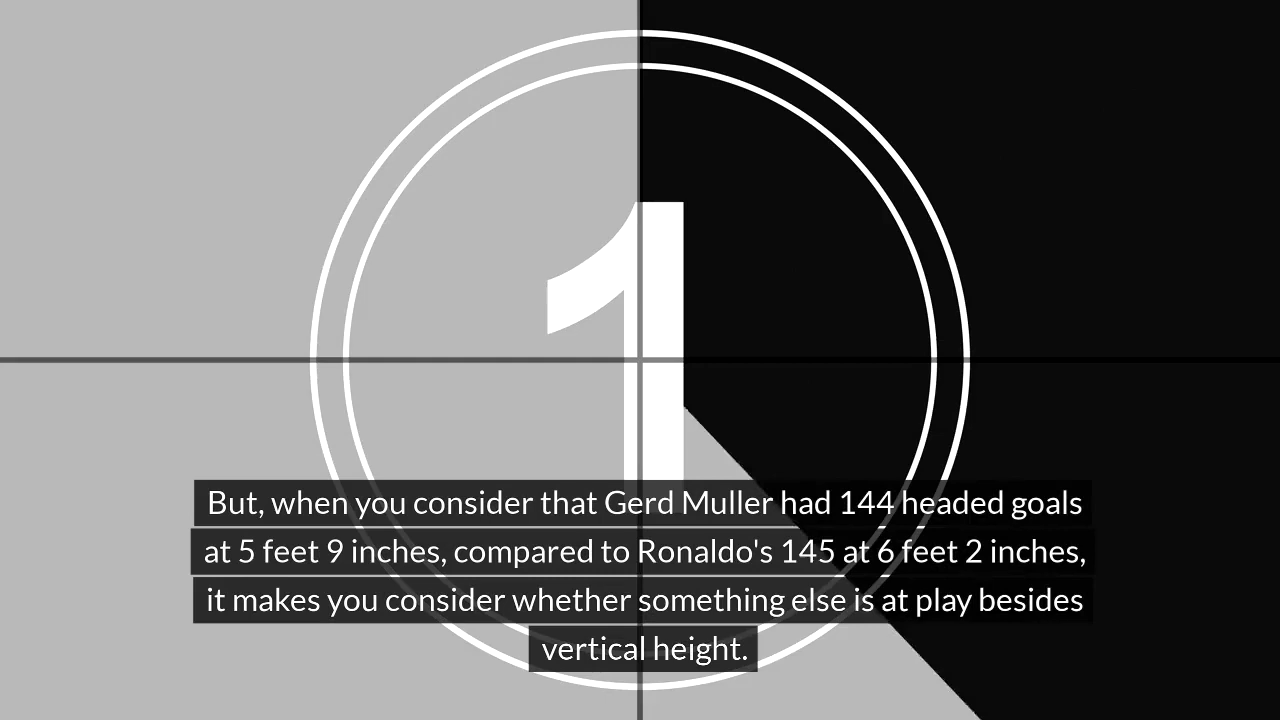 1
But, when you consider that Gerd Muller had 144 headed goals
at 5 feet 9 inches, compared to Ronaldo's 145 at 6 feet 2 inches,
it makes you consider whether something else is at play besides
vertical height.